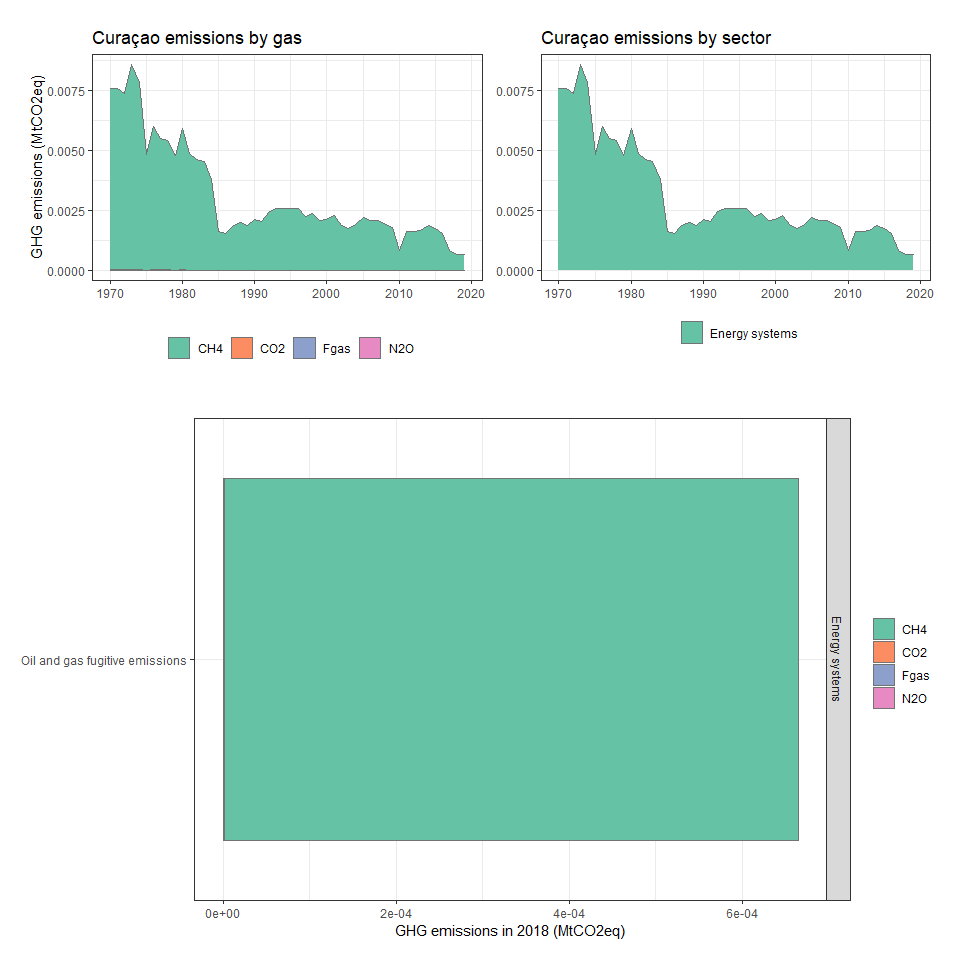 Curaçao emissions by gas
GHG emissions (MtCO2eq)
0.0075
0.0050
0.0025
0.0000
1970 1980 1990 2000 2010 2020
CH4 CO2 Fgas N2O
Curaçao emissions by sector
0.0075
0.0050
0.0025
0.0000
1970 1980 1990 2000 2010 2020
Energy systems
Oil and gas fugitive emissions
Energy systems
0e+00 2e-04 4e-04 6e-04
GHG emissions in 2018 (MtCO2eq)
CH4
CO2
Fgas
N2O